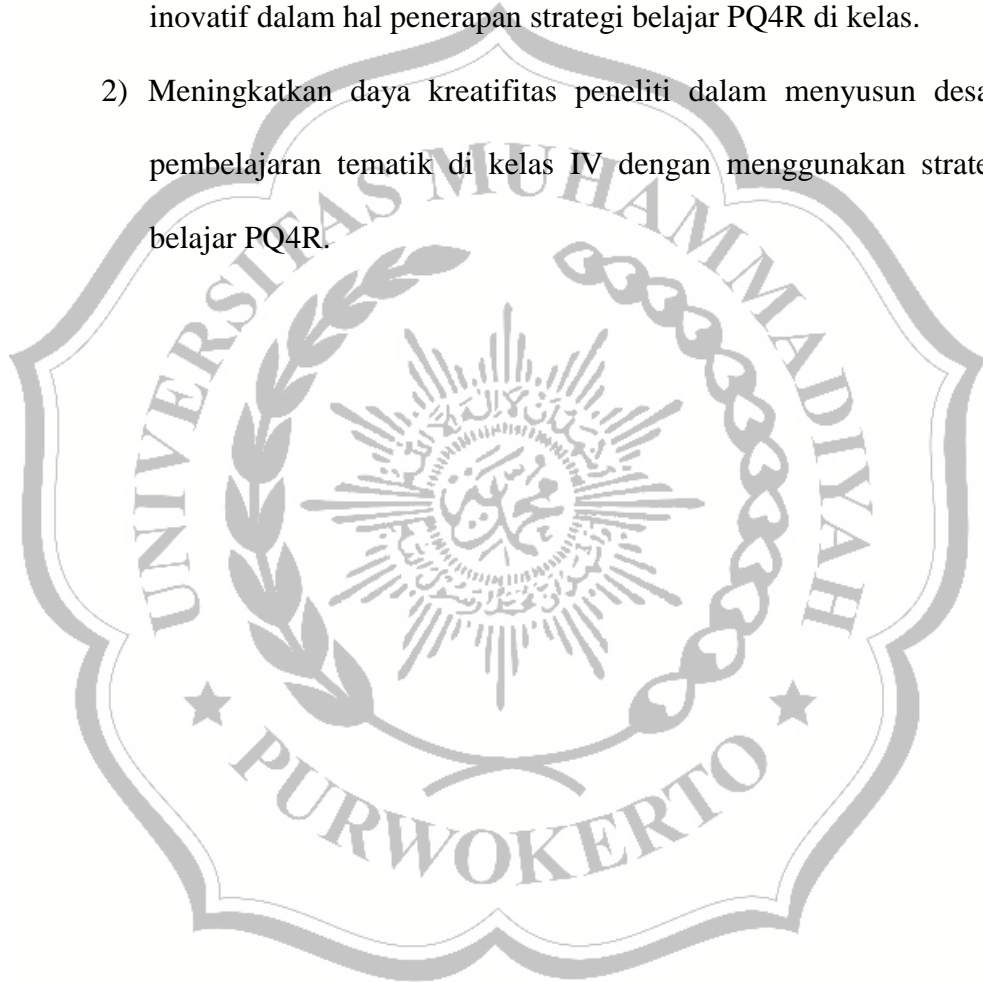 inovatif dalam hal penerapan strategi belajar PQ4R di kelas.
2) Meningkatkan daya kreatifitas peneliti dalam menyusun desa
pembelajaran tematik di kelas IV dengan menggunakan strate
belajar PQ4R.
UNIVERSITAS MUHAMMADIYAH
PURWOKERTO